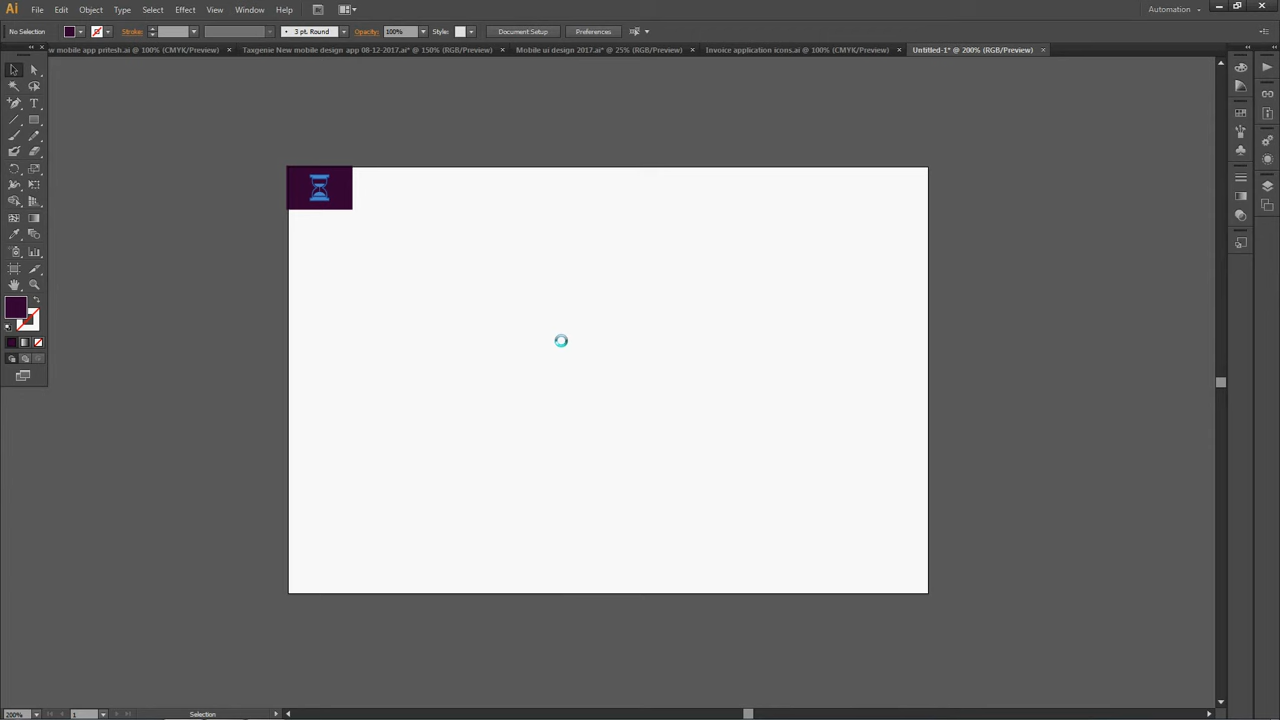 Ai File Edit Object Type Select Effect View Window Help Br Automation
No Selection Stroke: 3 pt. Round Opacity: 100% Style: Document Setup Preferences
w mobile app pritesh.ai @ 100% (CMYK/Preview) Taxgenie New mobile design app 08-12-2017.ai* @ 150% (RGB/Preview) Mobile ui design 2017.ai* @ 25% (RGB/Preview) Invoice application icons.ai @ 100% (CMYK/Preview) Untitled-1* @ 200% (RGB/Preview)
200% 1 Selection